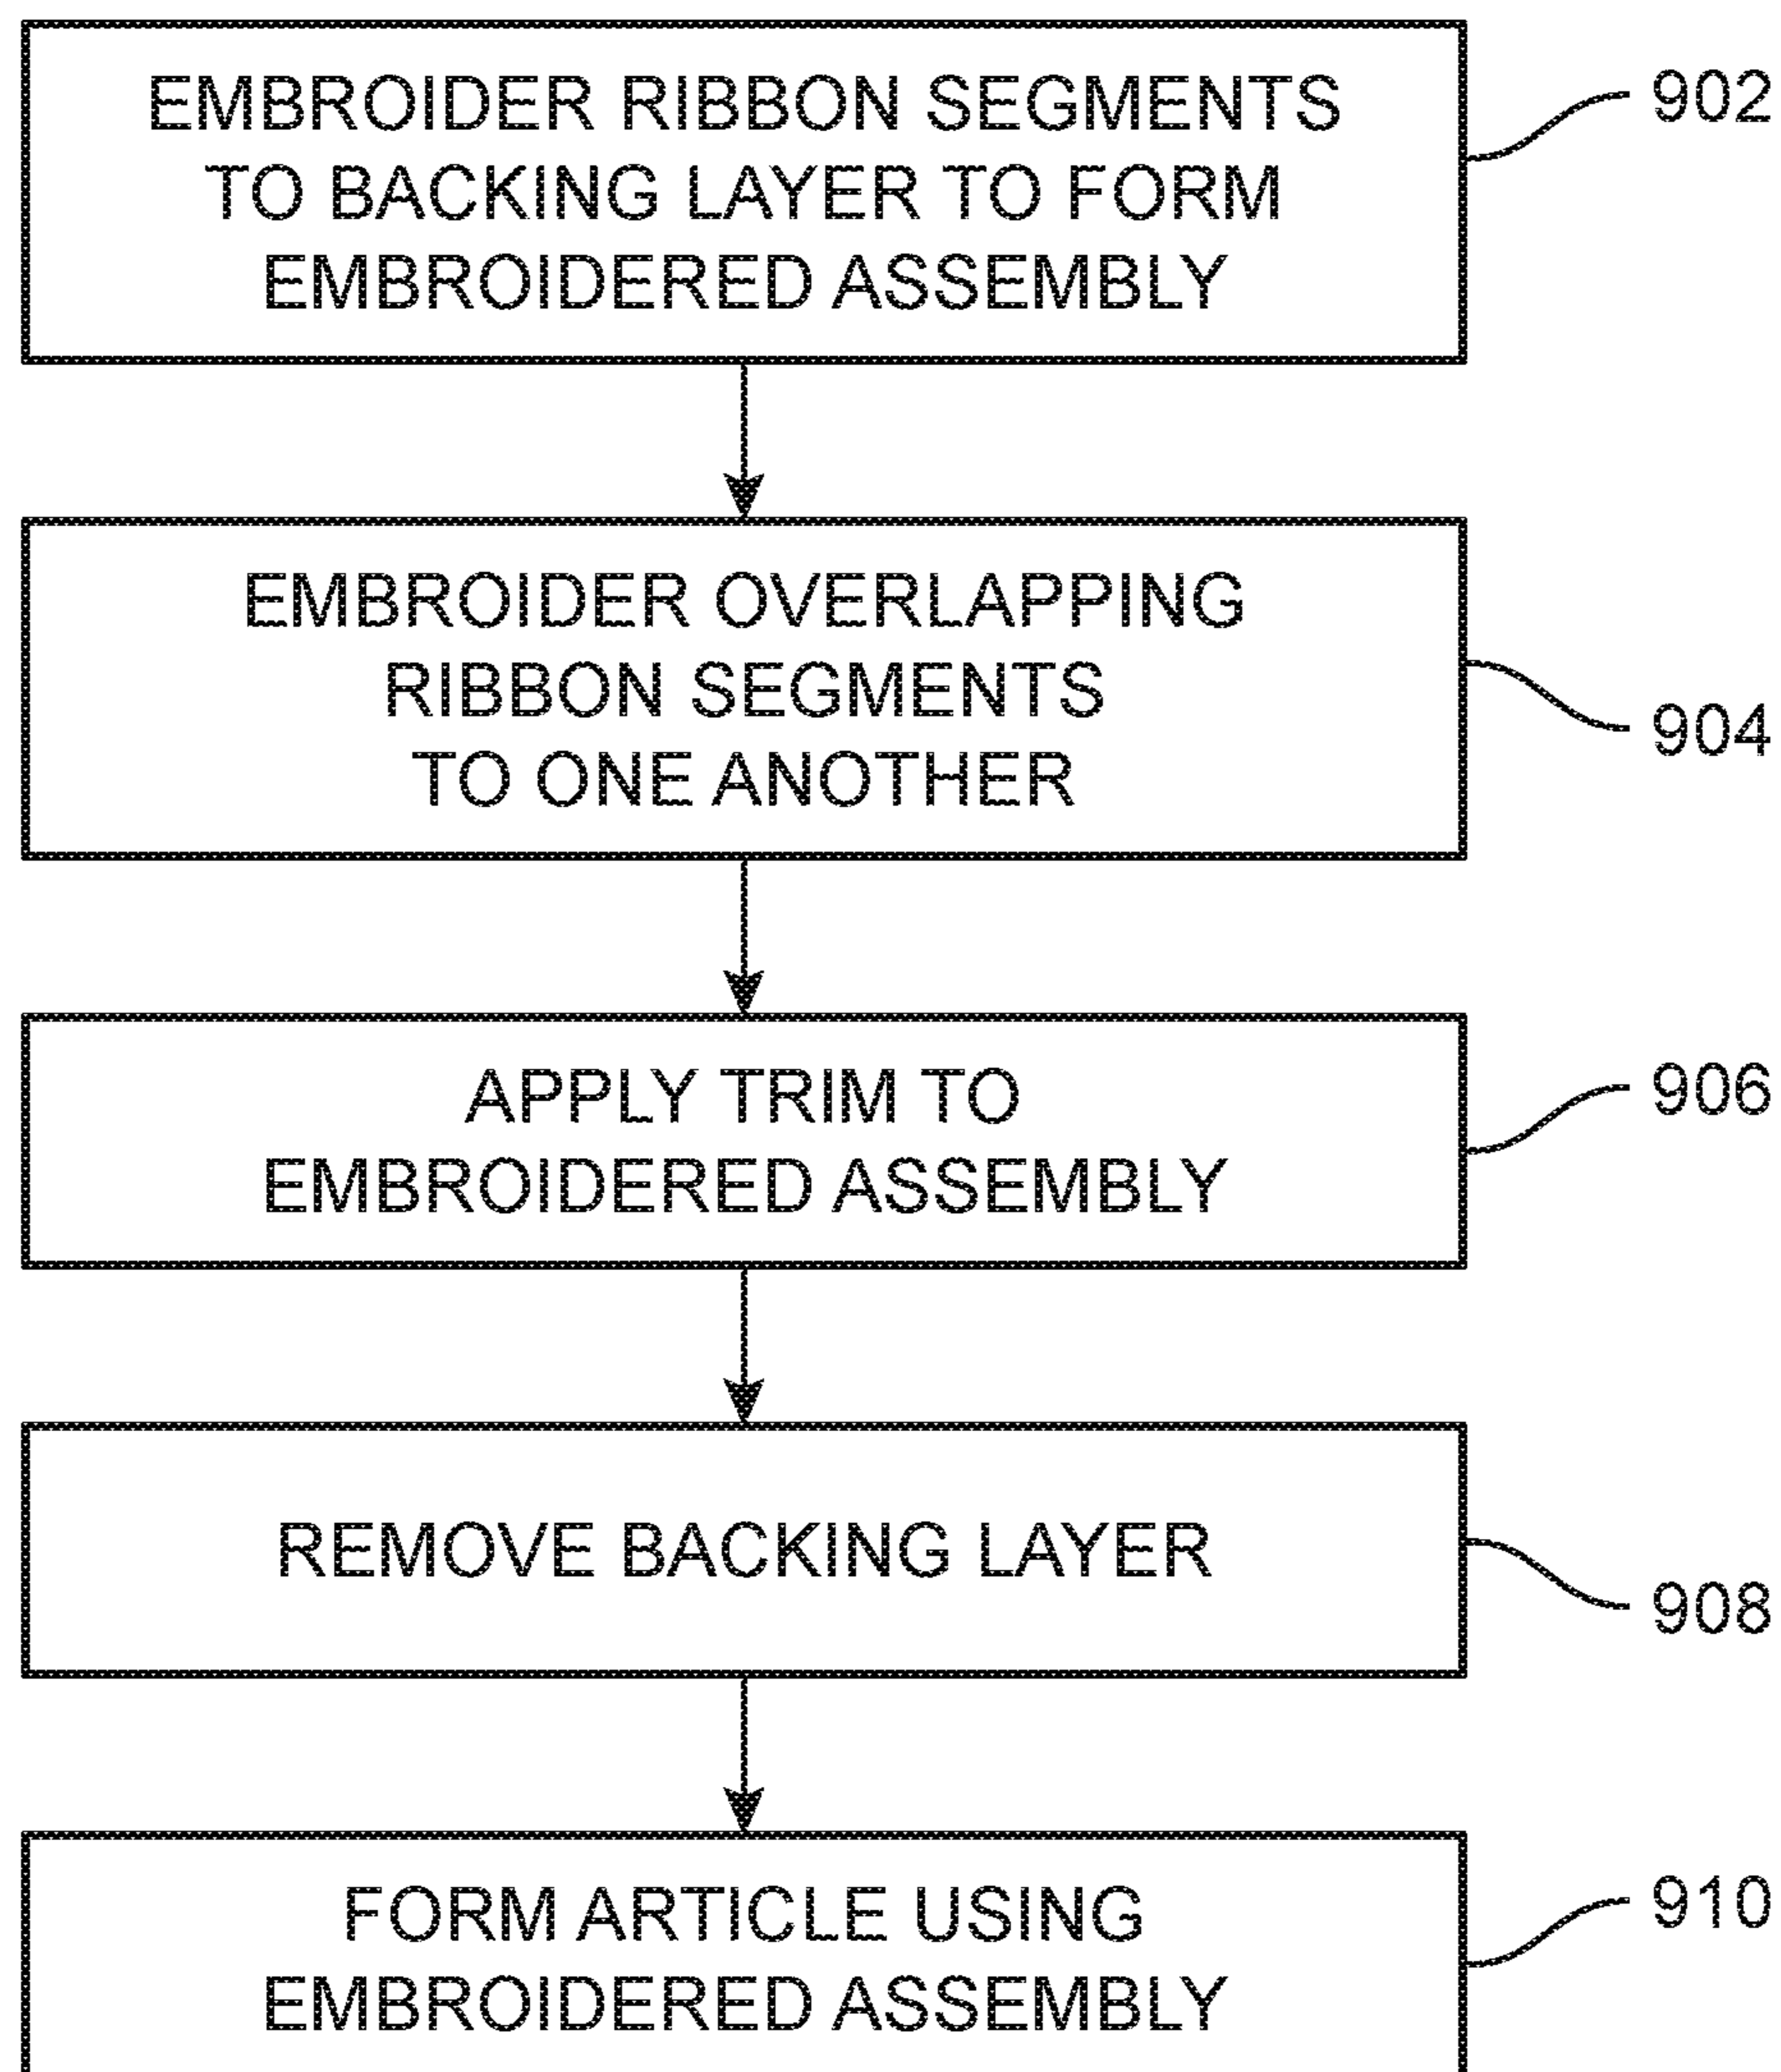 EMBROIDER RIBBON SEGMENTS
TO BACKING LAYER TO FORM
EMBROIDERED ASSEMBLY
902
EMBROIDER OVERLAPPING
RIBBON SEGMENTS
TO ONE ANOTHER
904
APPLY TRIM TO
EMBROIDERED ASSEMBLY
906
REMOVE BACKING LAYER
908
FORM ARTICLE USING
EMBROIDERED ASSEMBLY
910